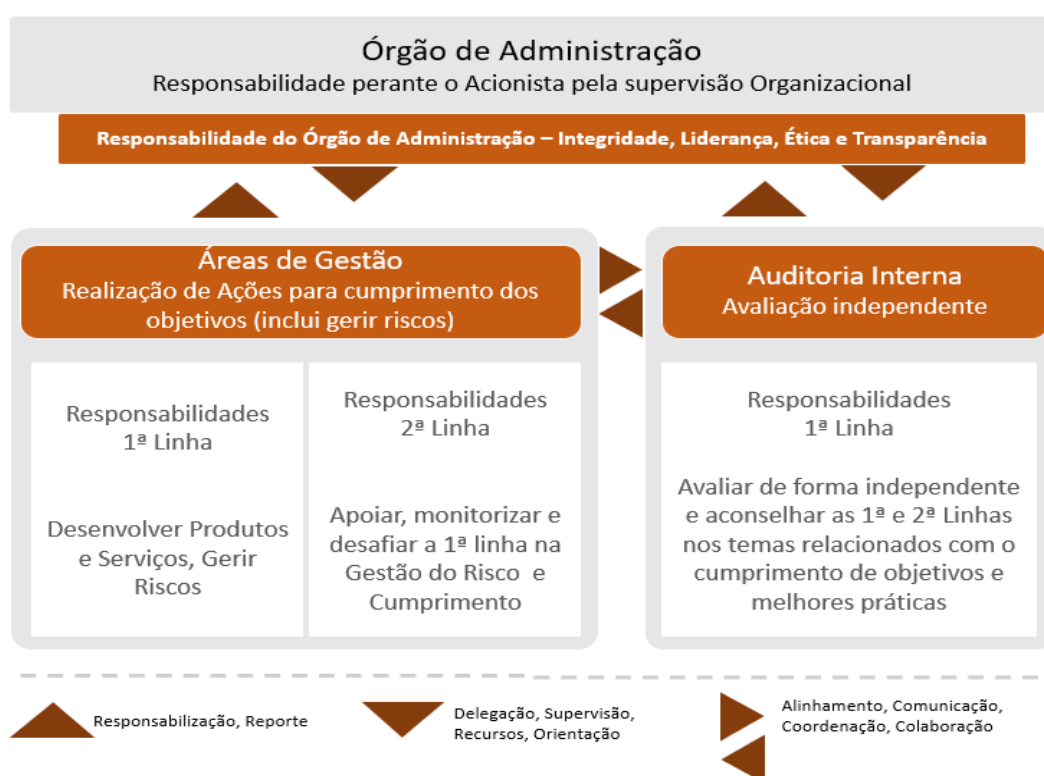 Órgão de Administração
Responsabilidade perante o Acionista pela supervisão Organizacional
Responsabilidade do Órgão de Administração – Integridade, Liderança, Ética e Transparência
Áreas de Gestão
Realização de Ações para cumprimento dos
objetivos (inclui gerir riscos)
Auditoria Interna
Avaliação independente
Responsabilidades
1ª Linha
Desenvolver Produtos
e Serviços, Gerir
Riscos
Responsabilidades
2ª Linha
Apoiar, monitorizar e
desafiar a 1ª linha na
Gestão do Risco e
Cumprimento
Responsabilidades
1ª Linha
Avaliar de forma independente
e aconselhar as 1ª e 2ª Linhas
nos temas relacionados com o
cumprimento de objetivos e
melhores práticas
Responsabilização, Reporte
Delegação, Supervisão,
Recursos, Orientação
Alinhamento, Comunicação,
Coordenação, Colaboração